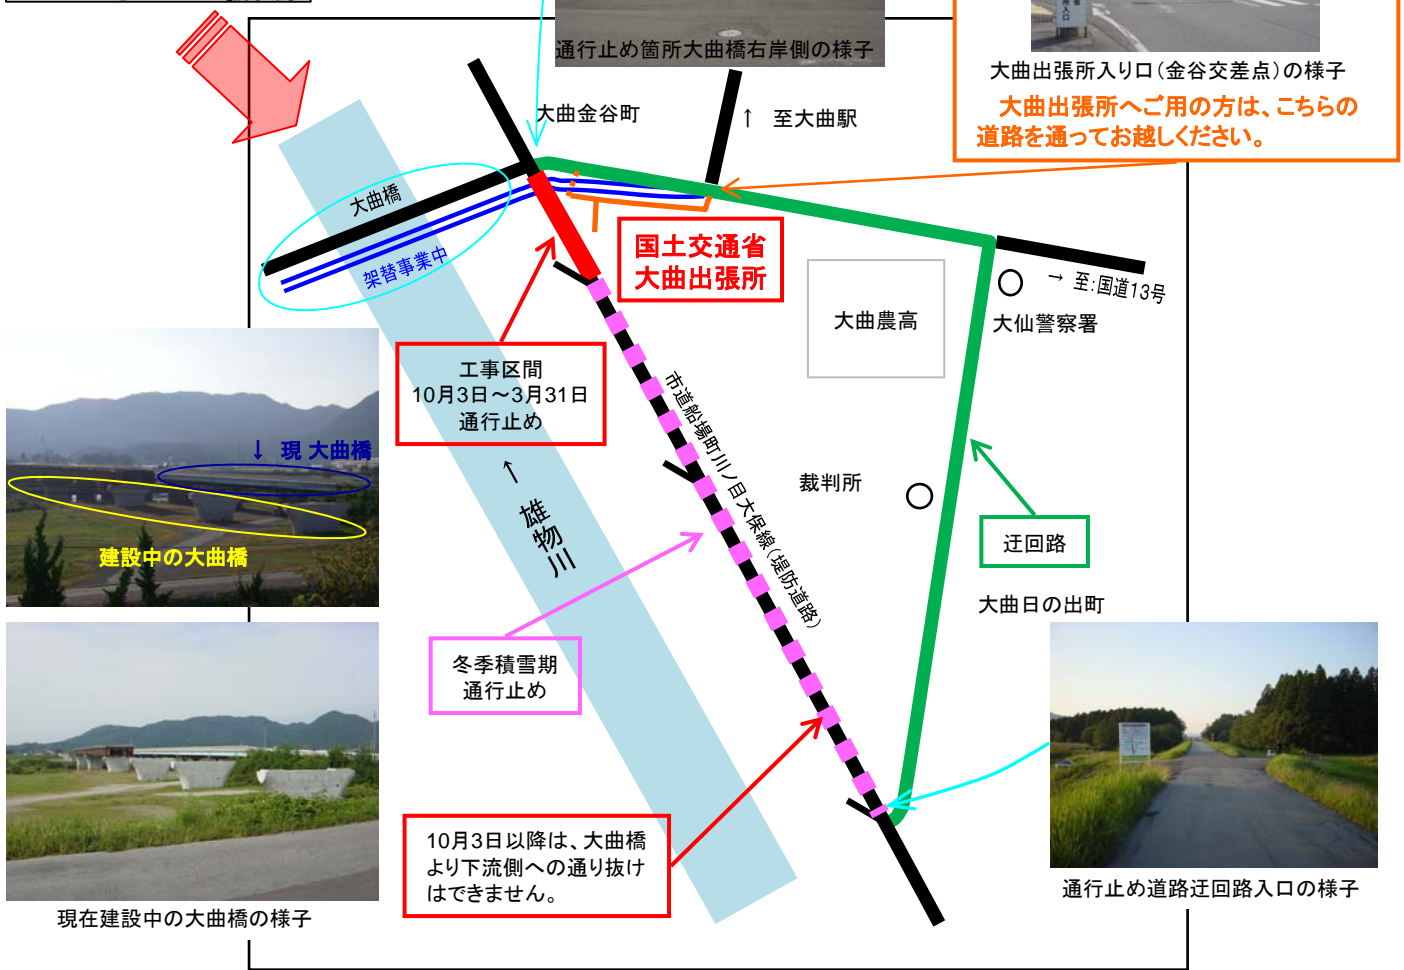 所入口
通行止め箇所大曲橋右岸側の様子
大曲出張所入り口(金谷交差点)の様子
大曲出張所へご用の方は、こちらの
道路を通ってお越しください。
大曲金谷町
↑ 至大曲駅
大曲橋
架替事業中
国土交通省
大曲出張所
→ 至:国道13号
大仙警察署
大曲農高
工事区間
10月3日~3月31日
通行止め
市道船場町川ノ目大保線(堤防道路)
↓ 現 大曲橋
建設中の大曲橋
↑ 雄物川
裁判所
迂回路
大曲日の出町
冬季積雪期
通行止め
10月3日以降は、大曲橋
より下流側への通り抜け
はできません。
現在建設中の大曲橋の様子
通行止め道路迂回路入口の様子